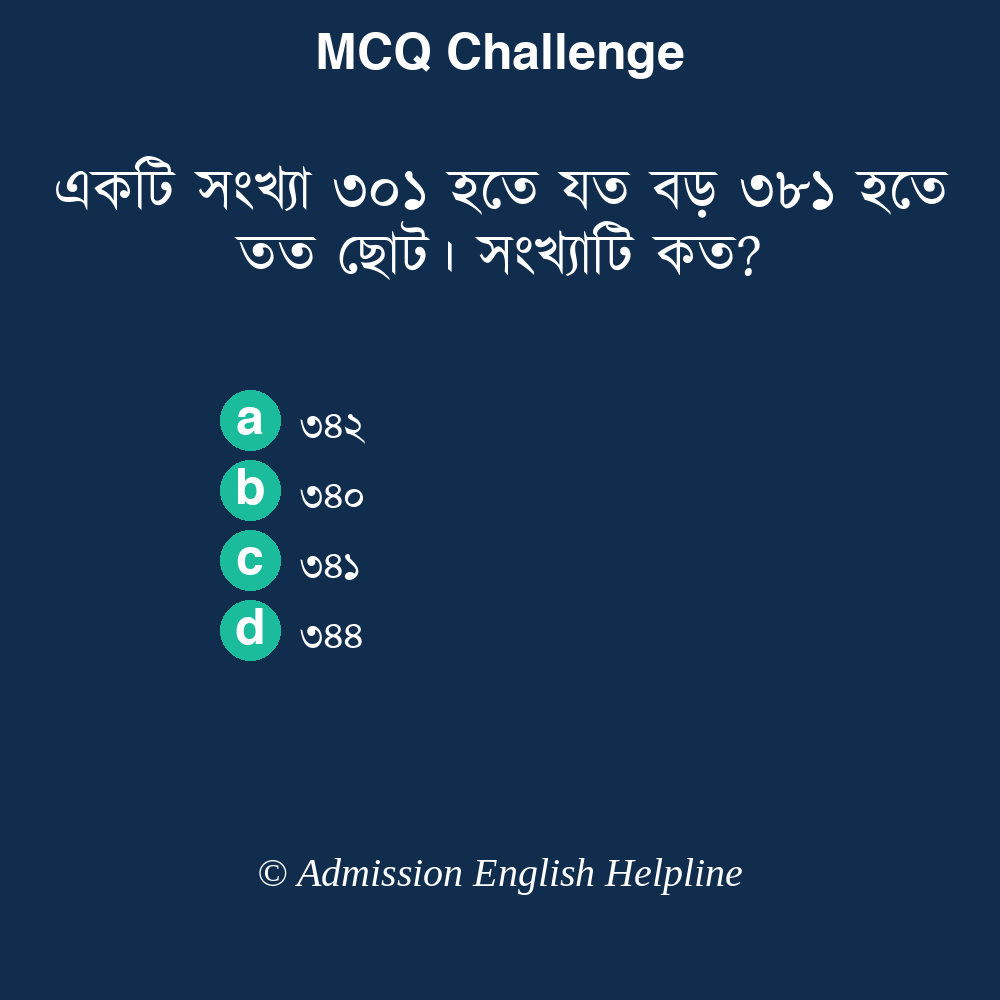 MCQ Challenge
একটি সংখ্যা ৩০১ হতে যত বড় ৩৮১ হতে
তত ছোট। সংখ্যাটি কত?
a ৩৪২
b ৩৪০
c ৩৪১
d ৩৪৪
© Admission English Helpline